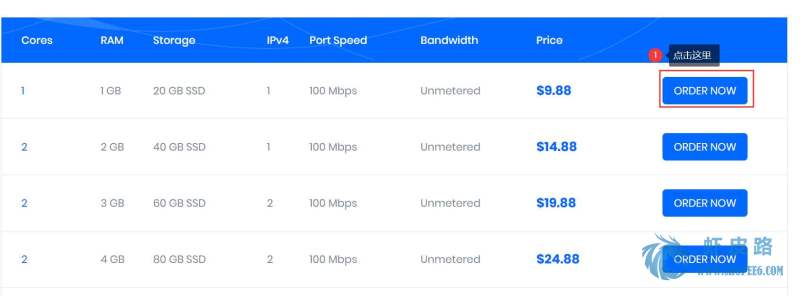 Cores RAM Storage IPv4 Port Speed Bandwidth Price
1 点击这里
1 1 GB 20 GB SSD 1 100 Mbps Unmetered $9.88 ORDER NOW
2 2 GB 40 GB SSD 1 100 Mbps Unmetered $14.88 ORDER NOW
2 3 GB 60 GB SSD 2 100 Mbps Unmetered $19.88 ORDER NOW
虾皮路
2 4 GB 80 GB SSD 2 100 Mbps Unmetered $24.88 ORDER NOW